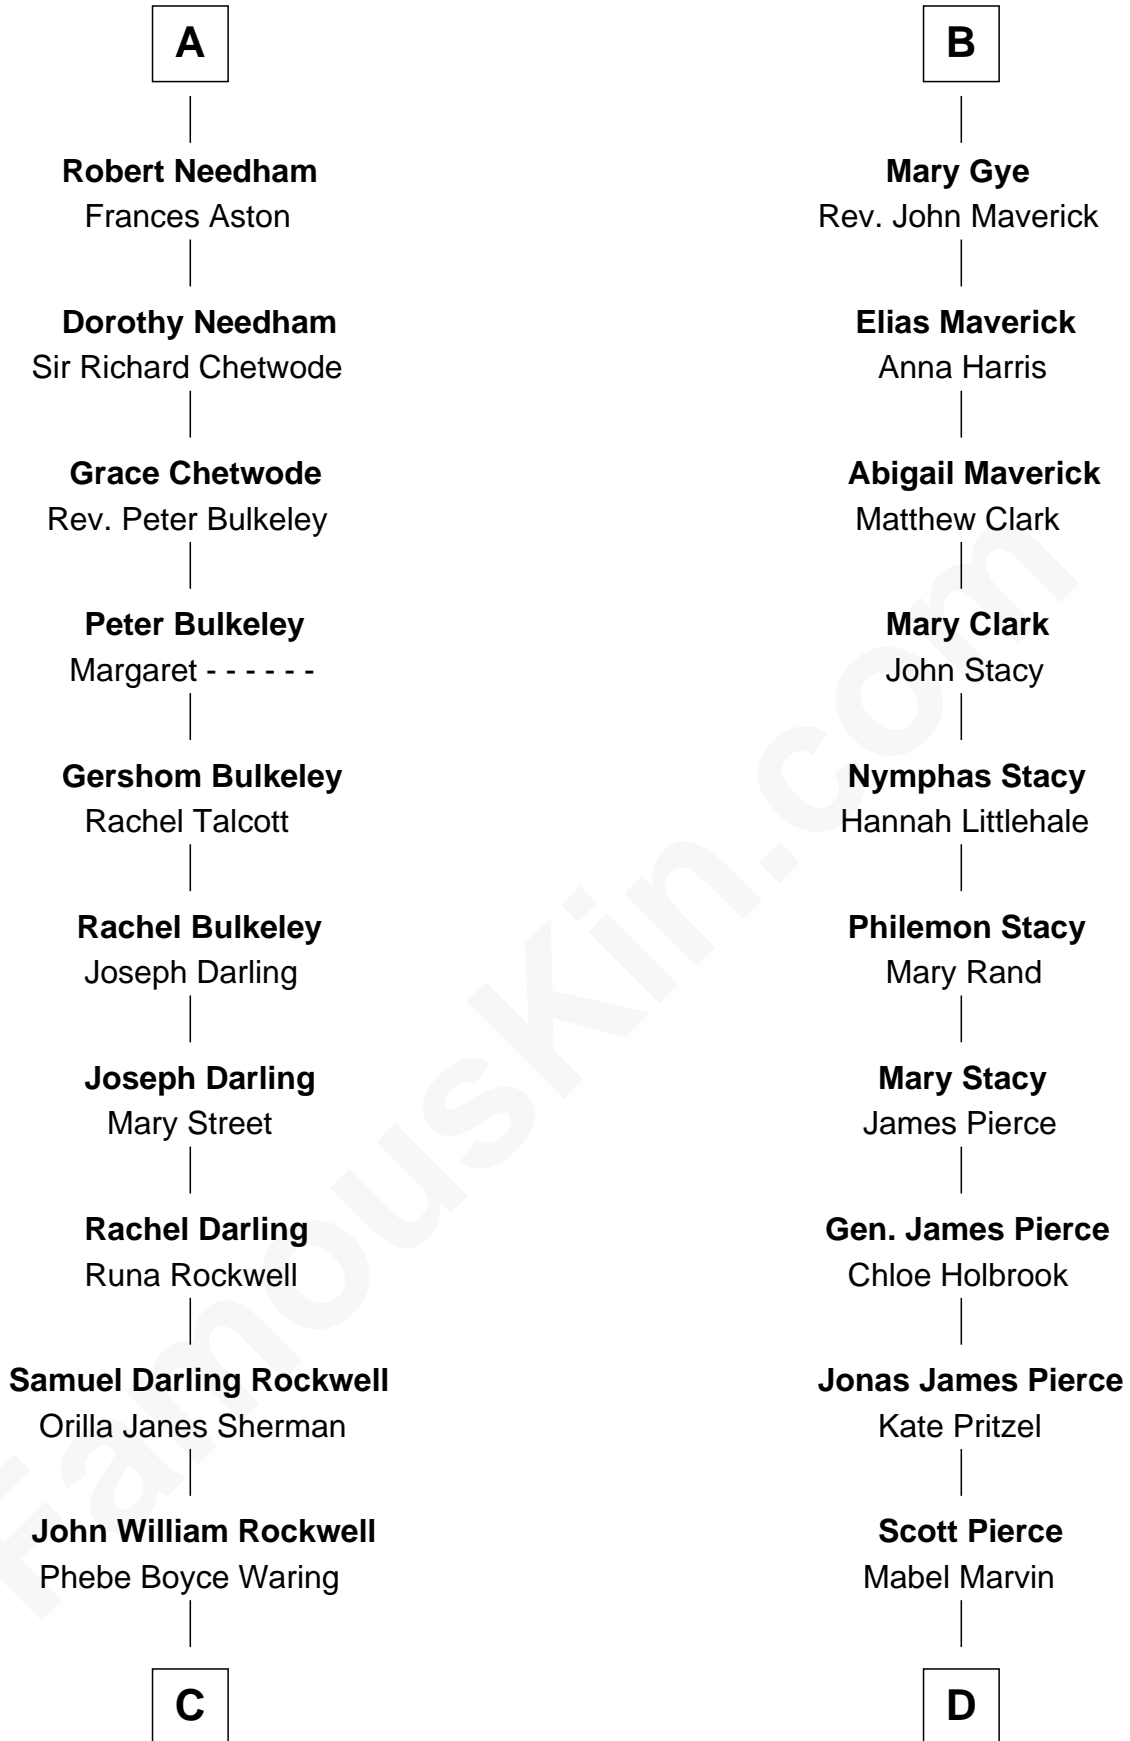 A
Robert Needham
Frances Aston
Dorothy Needham
Sir Richard Chetwode
Grace Chetwode
Rev. Peter Bulkeley
Peter Bulkeley
Margaret - - - - - -
Gershom Bulkeley
Rachel Talcott
Rachel Bulkeley
Joseph Darling
Joseph Darling
Mary Street
Rachel Darling
Runa Rockwell
Samuel Darling Rockwell
Orilla Janes Sherman
John William Rockwell
Phebe Boyce Waring
C
B
Mary Gye
Rev. John Maverick
Elias Maverick
Anna Harris
Abigail Maverick
Matthew Clark
Mary Clark
John Stacy
Nymphas Stacy
Hannah Littlehale
Philemon Stacy
Mary Rand
Mary Stacy
James Pierce
Gen. James Pierce
Chloe Holbrook
Jonas James Pierce
Kate Pritzel
Scott Pierce
Mabel Marvin
D
FamousKin.com